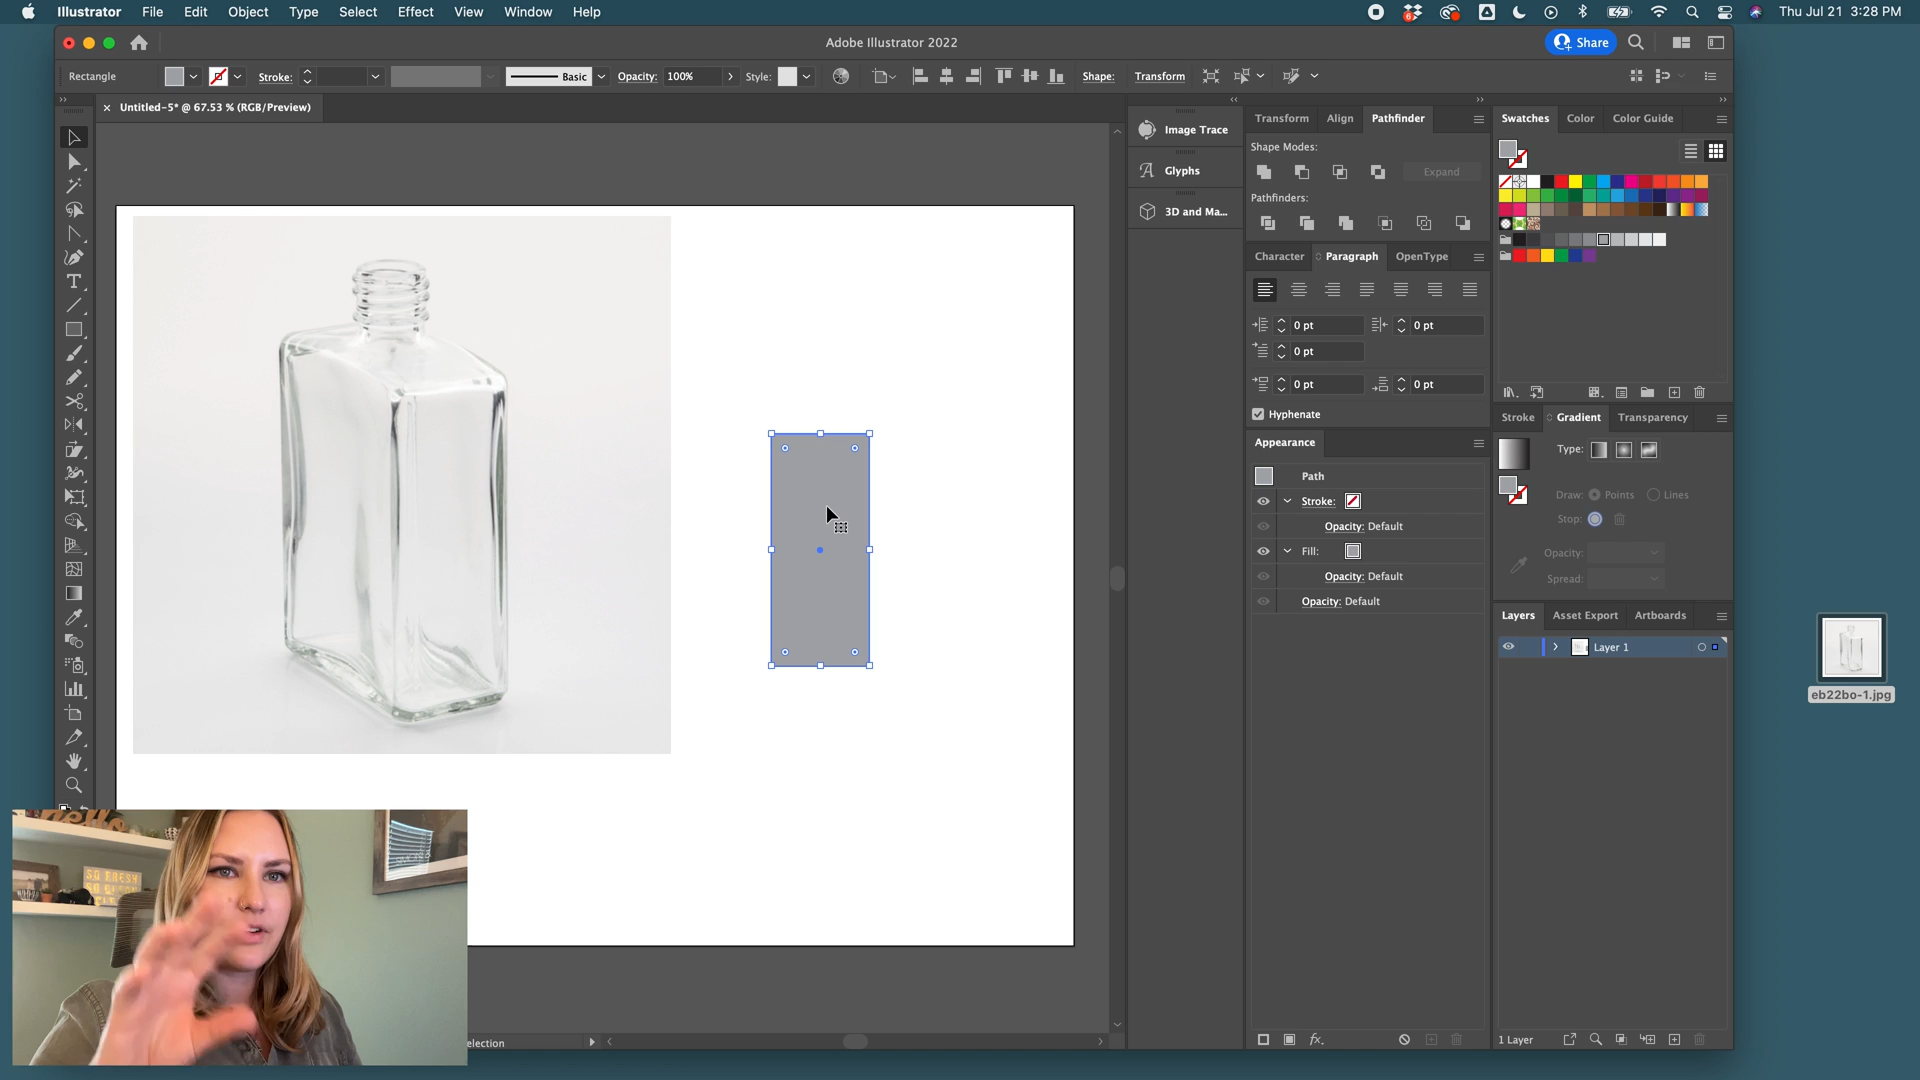 Illustrator File Edit Object Type Select Effect View Window Help
6
Thu Jul 21 3:28 PM
Adobe Illustrator 2022
Share
Rectangle
Stroke:
Basic
Opacity: 100%
Style:
Shape:
Transform
× Untitled-5* @ 67.53 % (RGB/Preview)
Image Trace
Glyphs
3D and Ma...
Transform Align Pathfinder
Shape Modes:
Expand
Pathfinders:
Character Paragraph OpenType
0 pt 0 pt
0 pt
0 pt 0 pt
Hyphenate
Appearance
Path
Stroke:
Opacity: Default
Fill:
Opacity: Default
Opacity: Default
fx.
Swatches Color Color Guide
Stroke Gradient Transparency
Type:
Draw: Points Lines
Stop:
Opacity:
Spread:
Layers Asset Export Artboards
Layer 1
1 Layer
eb22bo-1.jpg
hello
SO FRESH
election